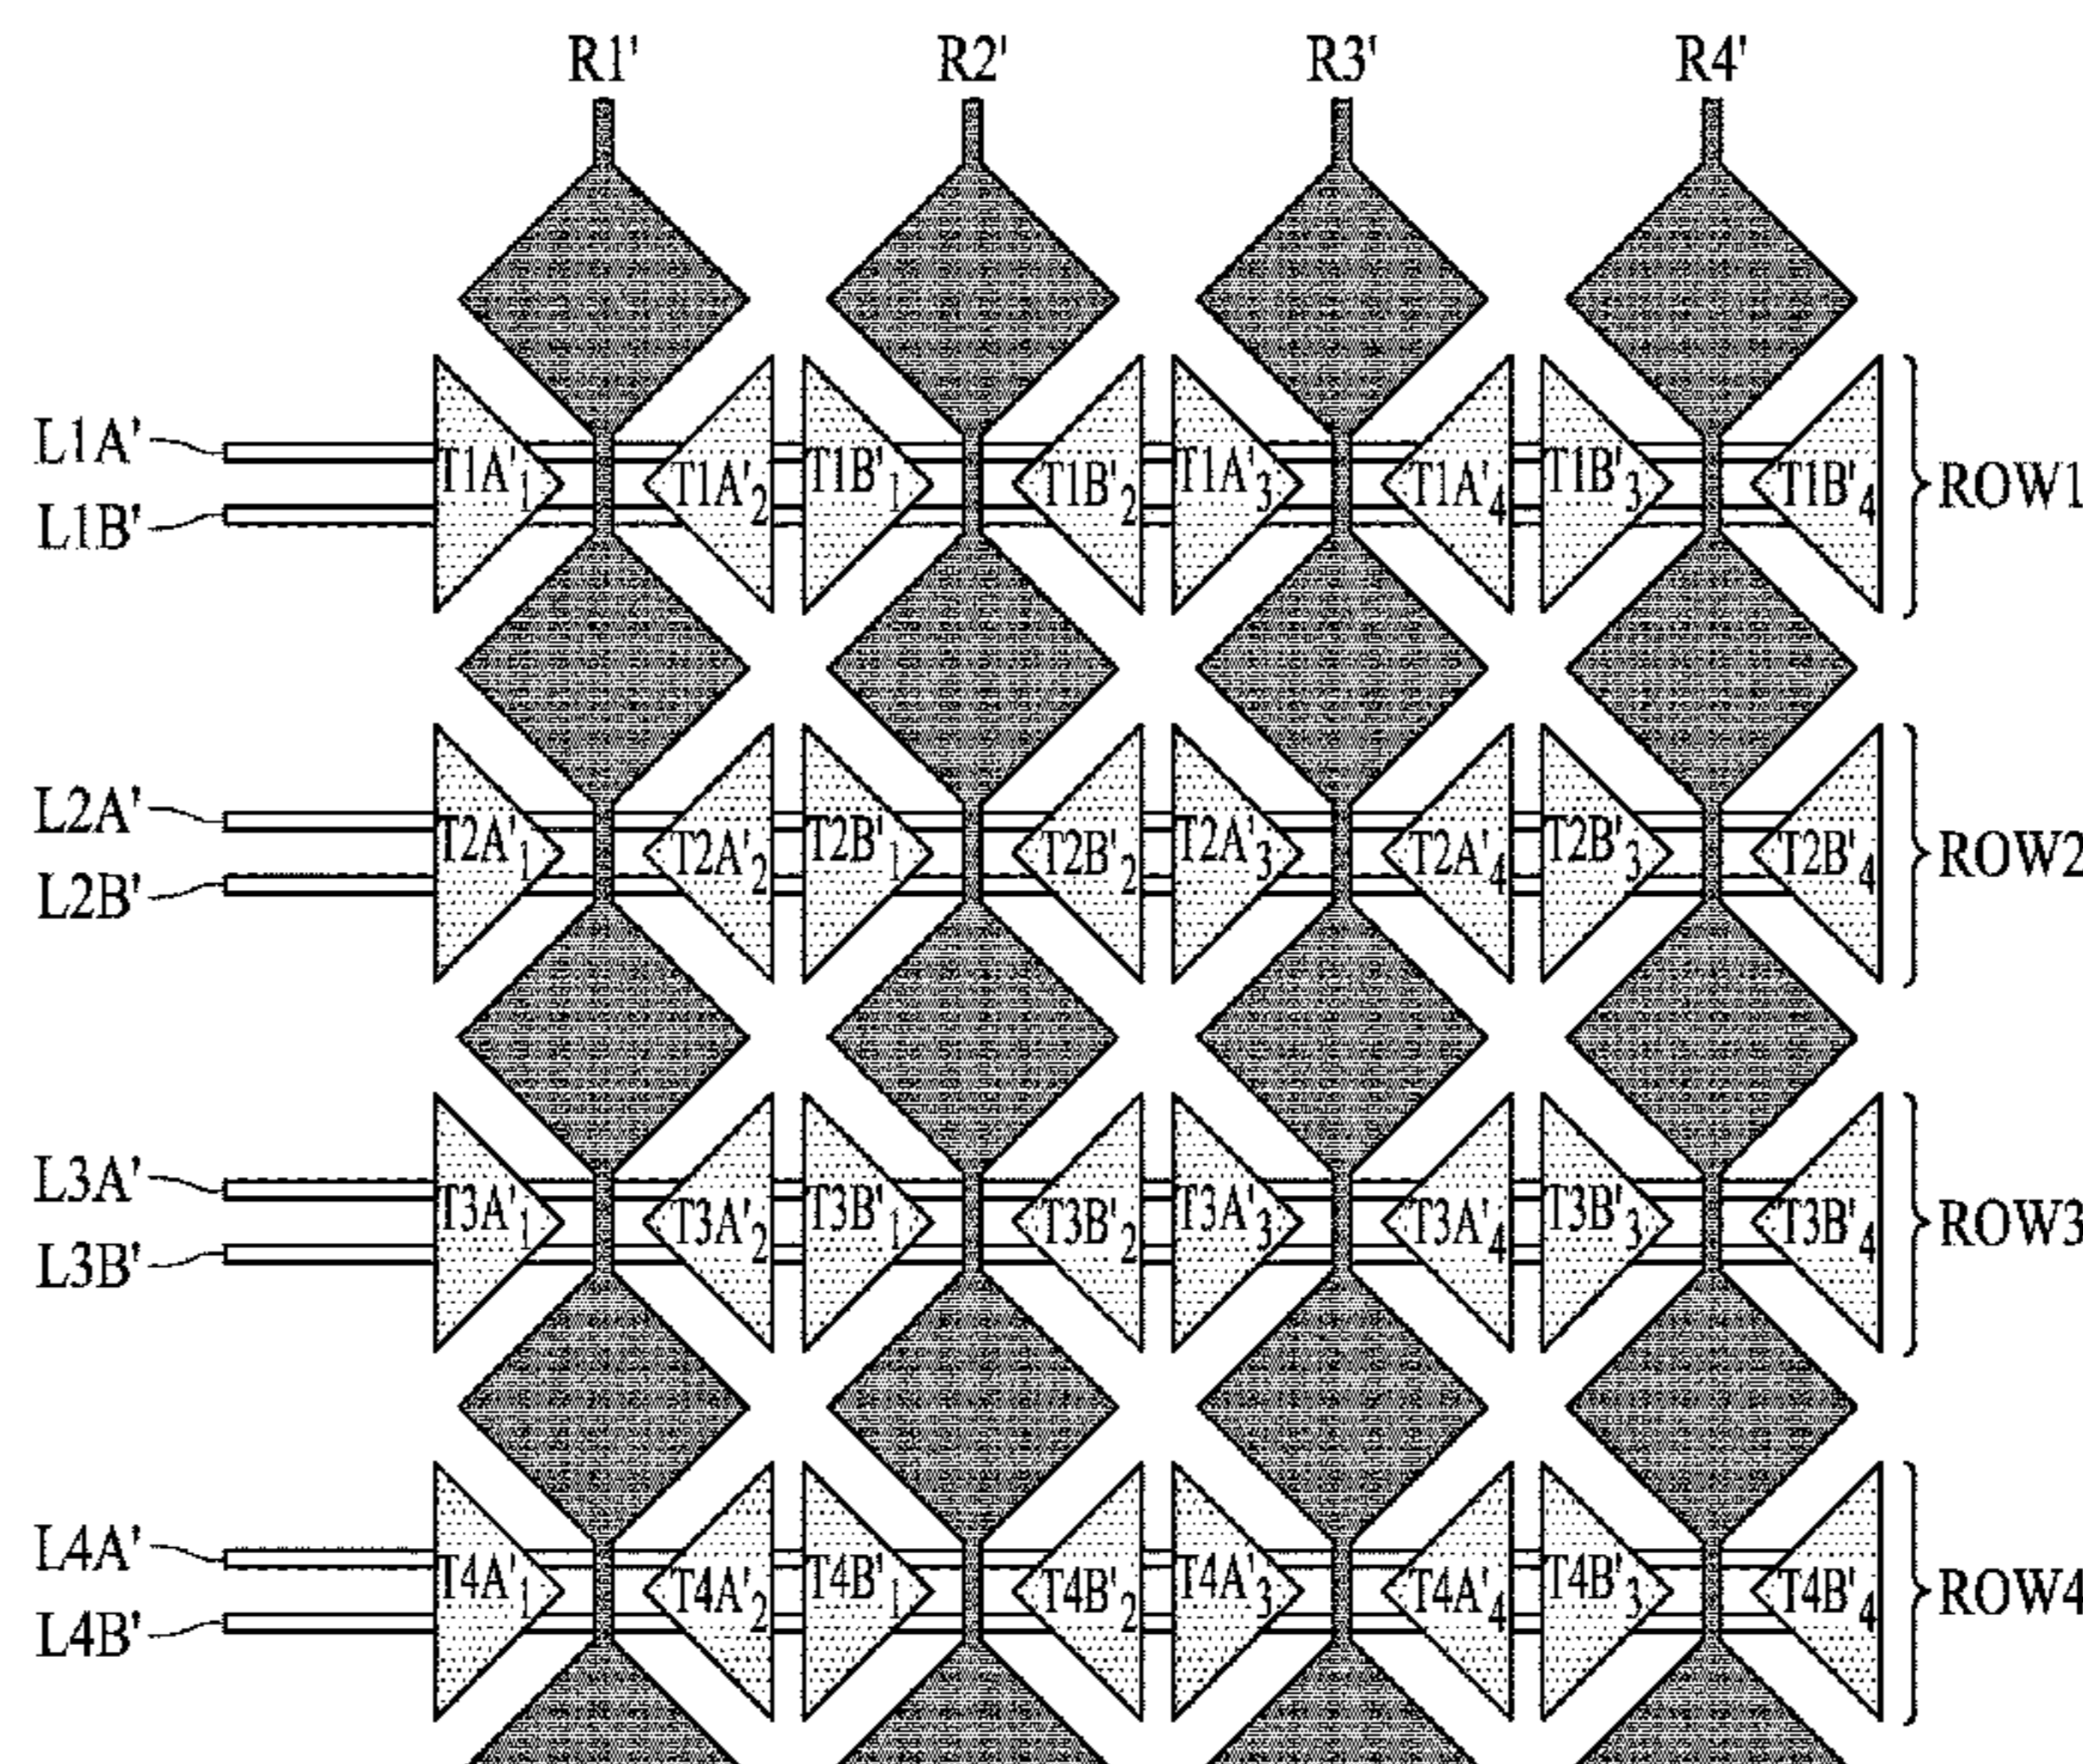 R1' R2' R3' R4'
L1A'
L1B'
T1A'1 T1A'2 T1B'1 T1B'2 T1A'3 T1A'4 T1B'3 T1B'4 ROW1
L2A'
L2B'
T2A'1 T2A'2 T2B'1 T2B'2 T2A'3 T2A'4 T2B'3 T2B'4 ROW2
L3A'
L3B'
T3A'1 T3A'2 T3B'1 T3B'2 T3A'3 T3A'4 T3B'3 T3B'4 ROW3
L4A'
L4B'
T4A'1 T4A'2 T4B'1 T4B'2 T4A'3 T4A'4 T4B'3 T4B'4 ROW4